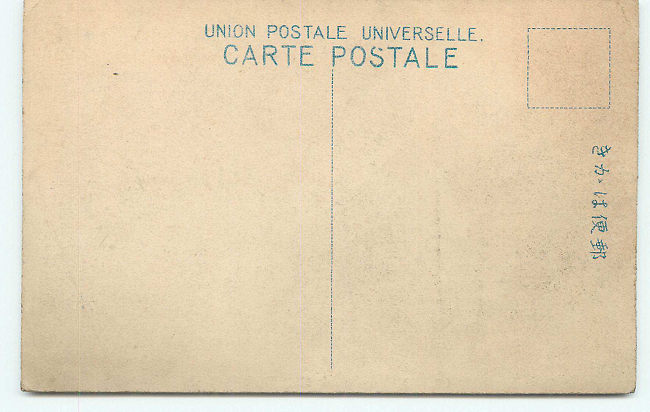 UNION POSTALE UNIVERSELLE.
CARTE POSTALE
郵便はかき